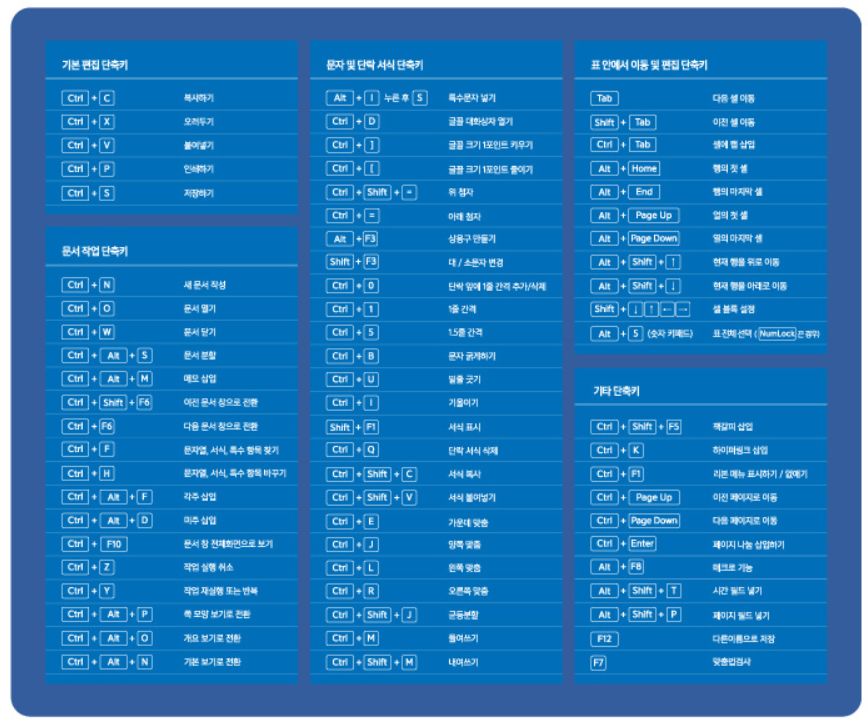 기본 편집 단축키
Ctrl + C 복사하기
Ctrl + X 오려두기
Ctrl + V 붙여넣기
Ctrl + P 인쇄하기
Ctrl + S 저장하기
문서 작업 단축키
Ctrl + N 새 문서 작성
Ctrl + O 문서 열기
Ctrl + W 문서 닫기
Ctrl + Alt + S 문서 분할
Ctrl + Alt + M 메모 삽입
Ctrl + Shift + F6 이전 문서 창으로 전환
Ctrl + F6 다음 문서 창으로 전환
Ctrl + F 문자열, 서식, 특수 항목 찾기
Ctrl + H 문자열, 서식, 특수 항목 바꾸기
Ctrl + Alt + F 각주 삽입
Ctrl + Alt + D 미주 삽입
Ctrl + F10 문서 창 전체화면으로 보기
Ctrl + Z 작업 실행 취소
Ctrl + Y 작업 재실행 또는 반복
Ctrl + Alt + P 쪽 모양 보기로 전환
Ctrl + Alt + O 개요 보기로 전환
Ctrl + Alt + N 기본 보기로 전환
문자 및 단락 서식 단축키
Alt + I 누른 후 S 특수문자 넣기
Ctrl + D 글꼴 대화상자 열기
Ctrl + ] 글꼴 크기 1포인트 키우기
Ctrl + [ 글꼴 크기 1포인트 줄이기
Ctrl + Shift + = 위 첨자
Ctrl + = 아래 첨자
Alt + F3 상용구 만들기
Shift + F3 대 / 소문자 변경
Ctrl + 0 단락 앞에 1줄 간격 추가/삭제
Ctrl + 1 1줄 간격
Ctrl + 5 1.5줄 간격
Ctrl + B 문자 굵게하기
Ctrl + U 밑줄 긋기
Ctrl + I 기울이기
Shift + F1 서식 표시
Ctrl + Q 단락 서식 삭제
Ctrl + Shift + C 서식 복사
Ctrl + Shift + V 서식 붙여넣기
Ctrl + E 가운데 맞춤
Ctrl + J 양쪽 맞춤
Ctrl + L 왼쪽 맞춤
Ctrl + R 오른쪽 맞춤
Ctrl + Shift + J 균등분할
Ctrl + M 들여쓰기
Ctrl + Shift + M 내어쓰기
표 안에서 이동 및 편집 단축키
Tab 다음 셀 이동
Shift + Tab 이전 셀 이동
Ctrl + Tab 셀에 탭 삽입
Alt + Home 행의 첫 셀
Alt + End 행의 마지막 셀
Alt + Page Up 열의 첫 셀
Alt + Page Down 열의 마지막 셀
Alt + Shift + ↑ 현재 행을 위로 이동
Alt + Shift + ↓ 현재 행을 아래로 이동
Shift + ↓ ↑ ← → 셀 블록 설정
Alt + 5 (숫자 키패드) 표 전체 선택 ( NumLock 끈 경우)
기타 단축키
Ctrl + Shift + F5 책갈피 삽입
Ctrl + K 하이퍼링크 삽입
Ctrl + F1 리본 메뉴 표시하기 / 없애기
Ctrl + Page Up 이전 페이지로 이동
Ctrl + Page Down 다음 페이지로 이동
Ctrl + Enter 페이지 나눔 삽입하기
Alt + F8 매크로 기능
Alt + Shift + T 시간 필드 넣기
Alt + Shift + P 페이지 필드 넣기
F12 다른이름으로 저장
F7 맞춤법검사